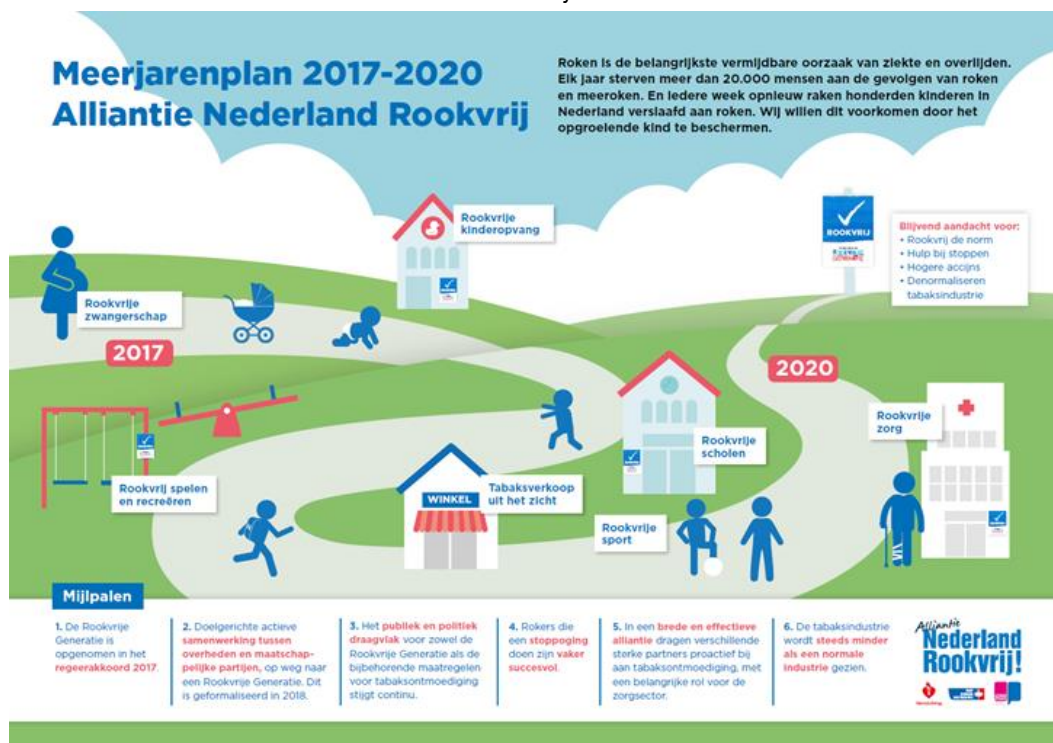 Meerjarenplan 2017-2020
Alliantie Nederland Rookvrij
Roken is de belangrijkste vermijdbare oorzaak van ziekte en overlijden.
Elk jaar sterven meer dan 20.000 mensen aan de gevolgen van roken
en meeroken. En iedere week opnieuw raken honderden kinderen in
Nederland verslaafd aan roken. Wij willen dit voorkomen door het
opgroeiende kind te beschermen.
Rookvrije
kinderopvang
ROOKVRIJ
Blijvend aandacht voor:
• Rookvrij de norm
• Hulp bij stoppen
• Hogere accijns
• Denormaliseren
tabaksindustrie
Rookvrije
zwangerschap
2017
2020
Rookvrije
zorg
Rookvrije
scholen
Rookvrij spelen
en recreëren
WINKEL
Tabaksverkoop
uit het zicht
Rookvrije
sport
Mijlpalen
1. De Rookvrije
Generatie is
opgenomen in het
regeerakkoord 2017.
2. Doelgerichte actieve
samenwerking tussen
overheden en maatschap-
pelijke partijen, op weg naar
een Rookvrije Generatie. Dit
is geformaliseerd in 2018.
3. Het publiek en politiek
draagvlak voor zowel de
Rookvrije Generatie als de
bijbehorende maatregelen
voor tabaksontmoediging
stijgt continu.
4. Rokers die
een stoppoging
doen zijn vaker
succesvol.
5. In een brede en effectieve
alliantie dragen verschillende
sterke partners proactief bij
aan tabaksontmoediging, met
een belangrijke rol voor de
zorgsector.
6. De tabaksindustrie
wordt steeds minder
als een normale
industrie gezien.
Alliantie
Nederland
Rookvrij!